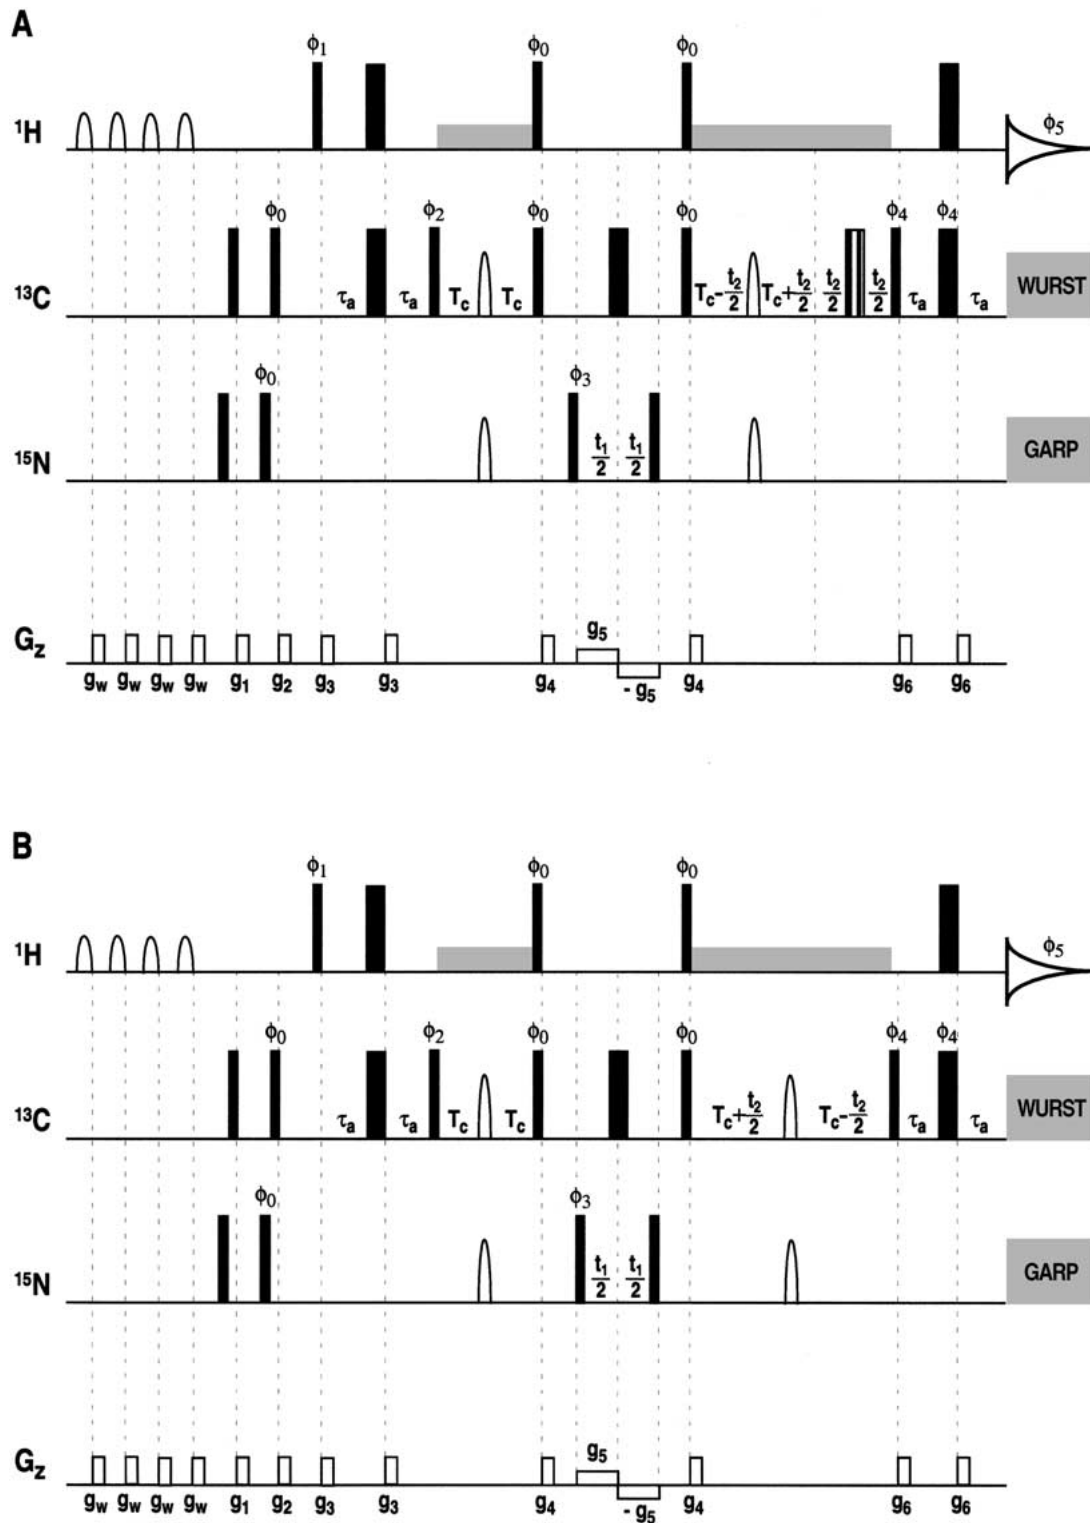 A
ϕ1 ϕ0 ϕ0
1H ϕ5
ϕ0 ϕ2 ϕ0 ϕ0 ϕ4 ϕ4
13C τa τa Tc Tc Tc-t2/2 Tc+t2/2 t2/2 t2/2 τa τa WURST
ϕ0 ϕ3
15N t1/2 t1/2 GARP
g5
Gz
gw gw gw gw g1 g2 g3 g3 g4 -g5 g4 g6 g6
B
ϕ1 ϕ0 ϕ0
1H ϕ5
ϕ0 ϕ2 ϕ0 ϕ0 ϕ4 ϕ4
13C τa τa Tc Tc Tc+t2/2 Tc-t2/2 τa τa WURST
ϕ0 ϕ3
15N t1/2 t1/2 GARP
g5
Gz
gw gw gw gw g1 g2 g3 g3 g4 -g5 g4 g6 g6